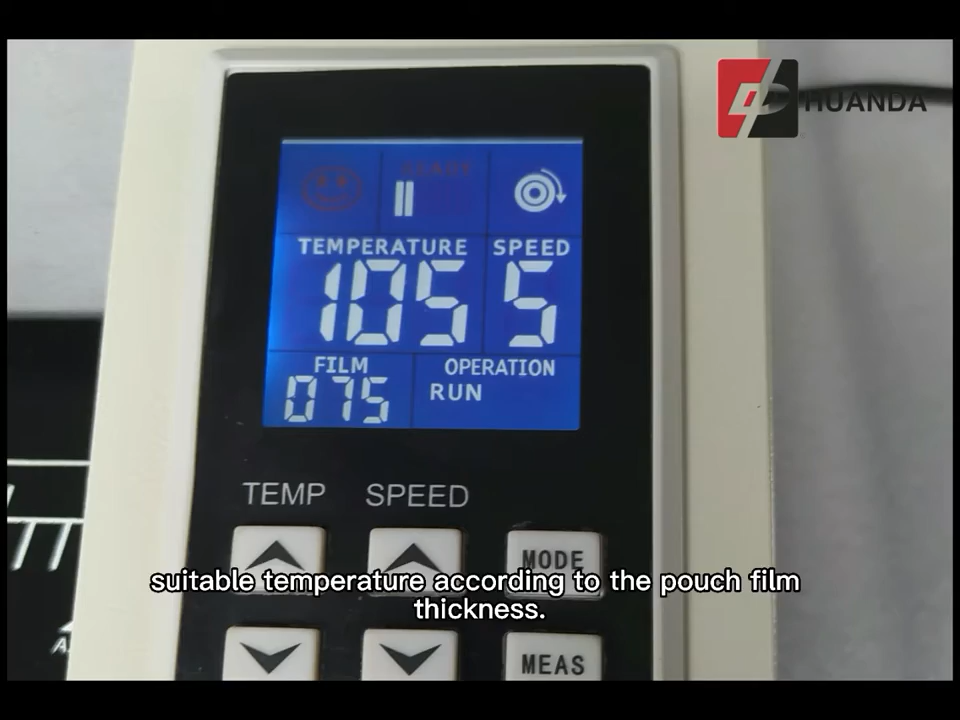 HUANDA
READY
TEMPERATURE SPEED
105 5
FILM OPERATION
075 RUN
TEMP SPEED
MODE
suitable temperature according to the pouch film
thickness.
MEAS